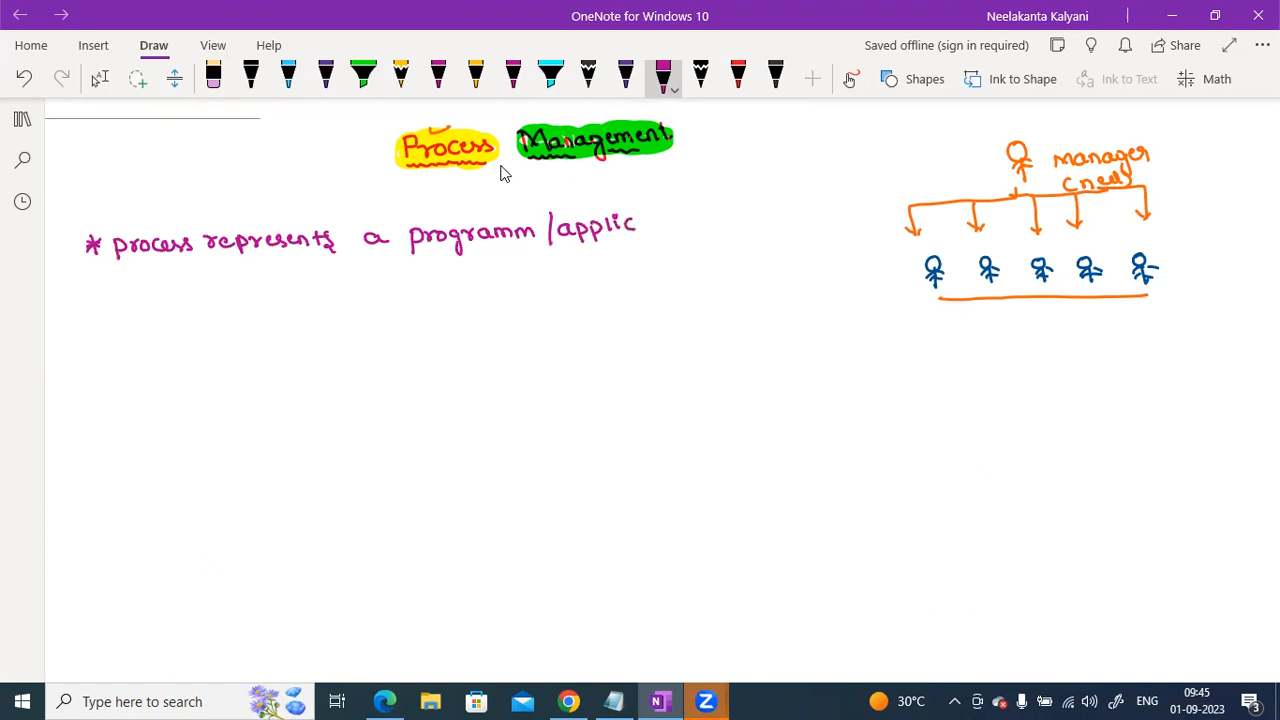 OneNote for Windows 10
Neelakanta Kalyani
Home Insert Draw View Help
Saved offline (sign in required)
Share
Shapes
Ink to Shape
Ink to Text
Math
Process Management
Manager
* process represents a programm/applic
Type here to search
30°C
ENG
09:45
01-09-2023
3